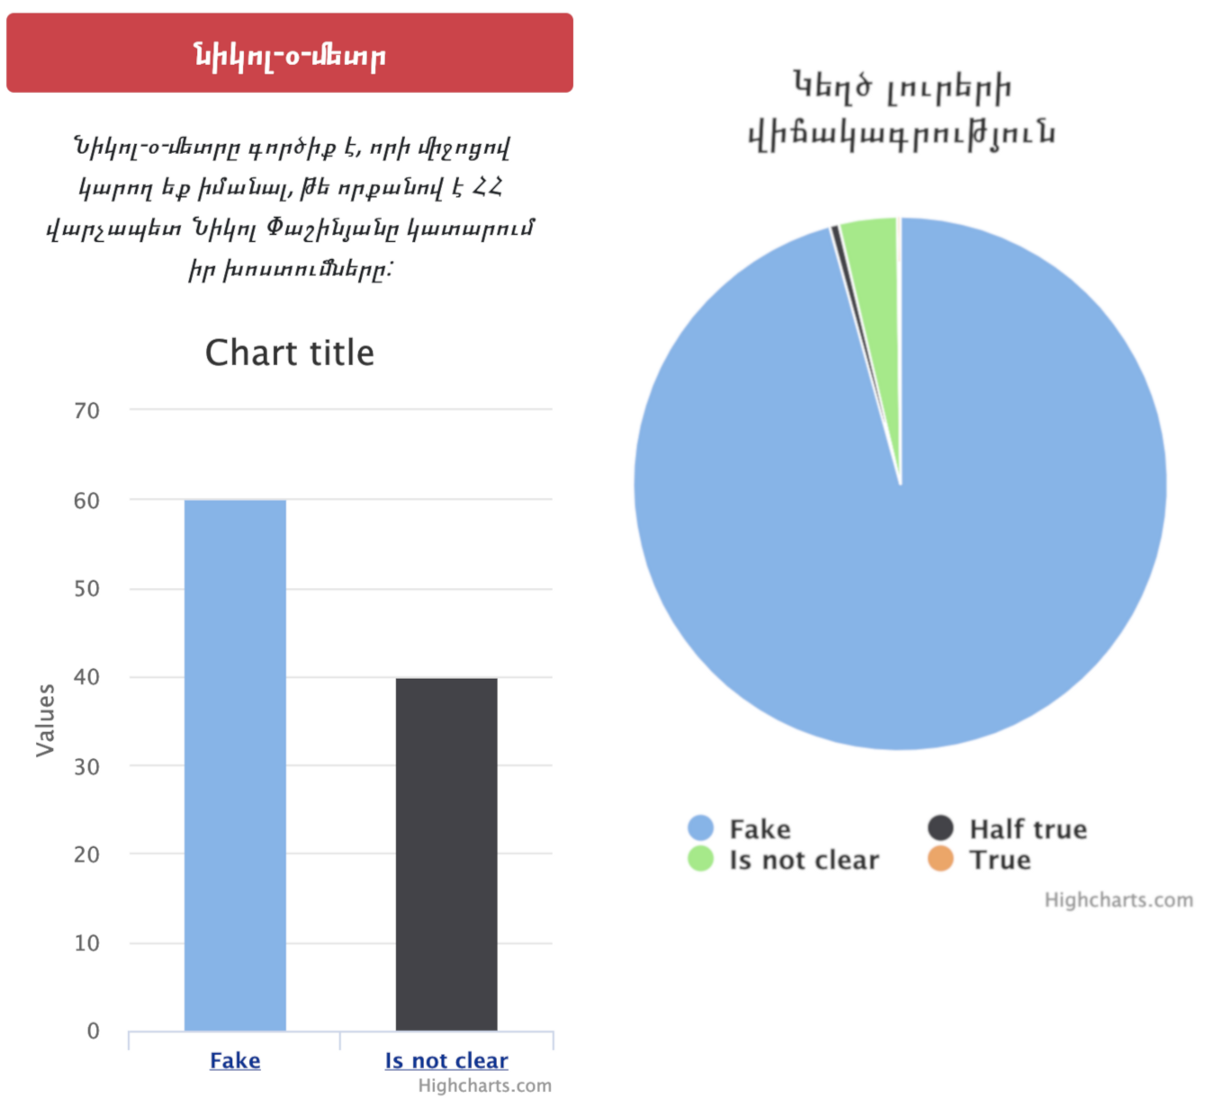 նիկոլ-օ-մետր
Նիկոլ-օ-մետրը գործիք է, որի միջոցով
կարող եք իմանալ, թե որքանով է ՀՀ
վարչապետ Նիկոլ Փաշինյանը կատարում
իր խոստումները:
Chart title
70
60
50
40
30
20
10
0
Values
Fake
Is not clear
Highcharts.com
Կեղծ լուրերի
վիճակագրություն
Fake
Half true
Is not clear
True
Highcharts.com